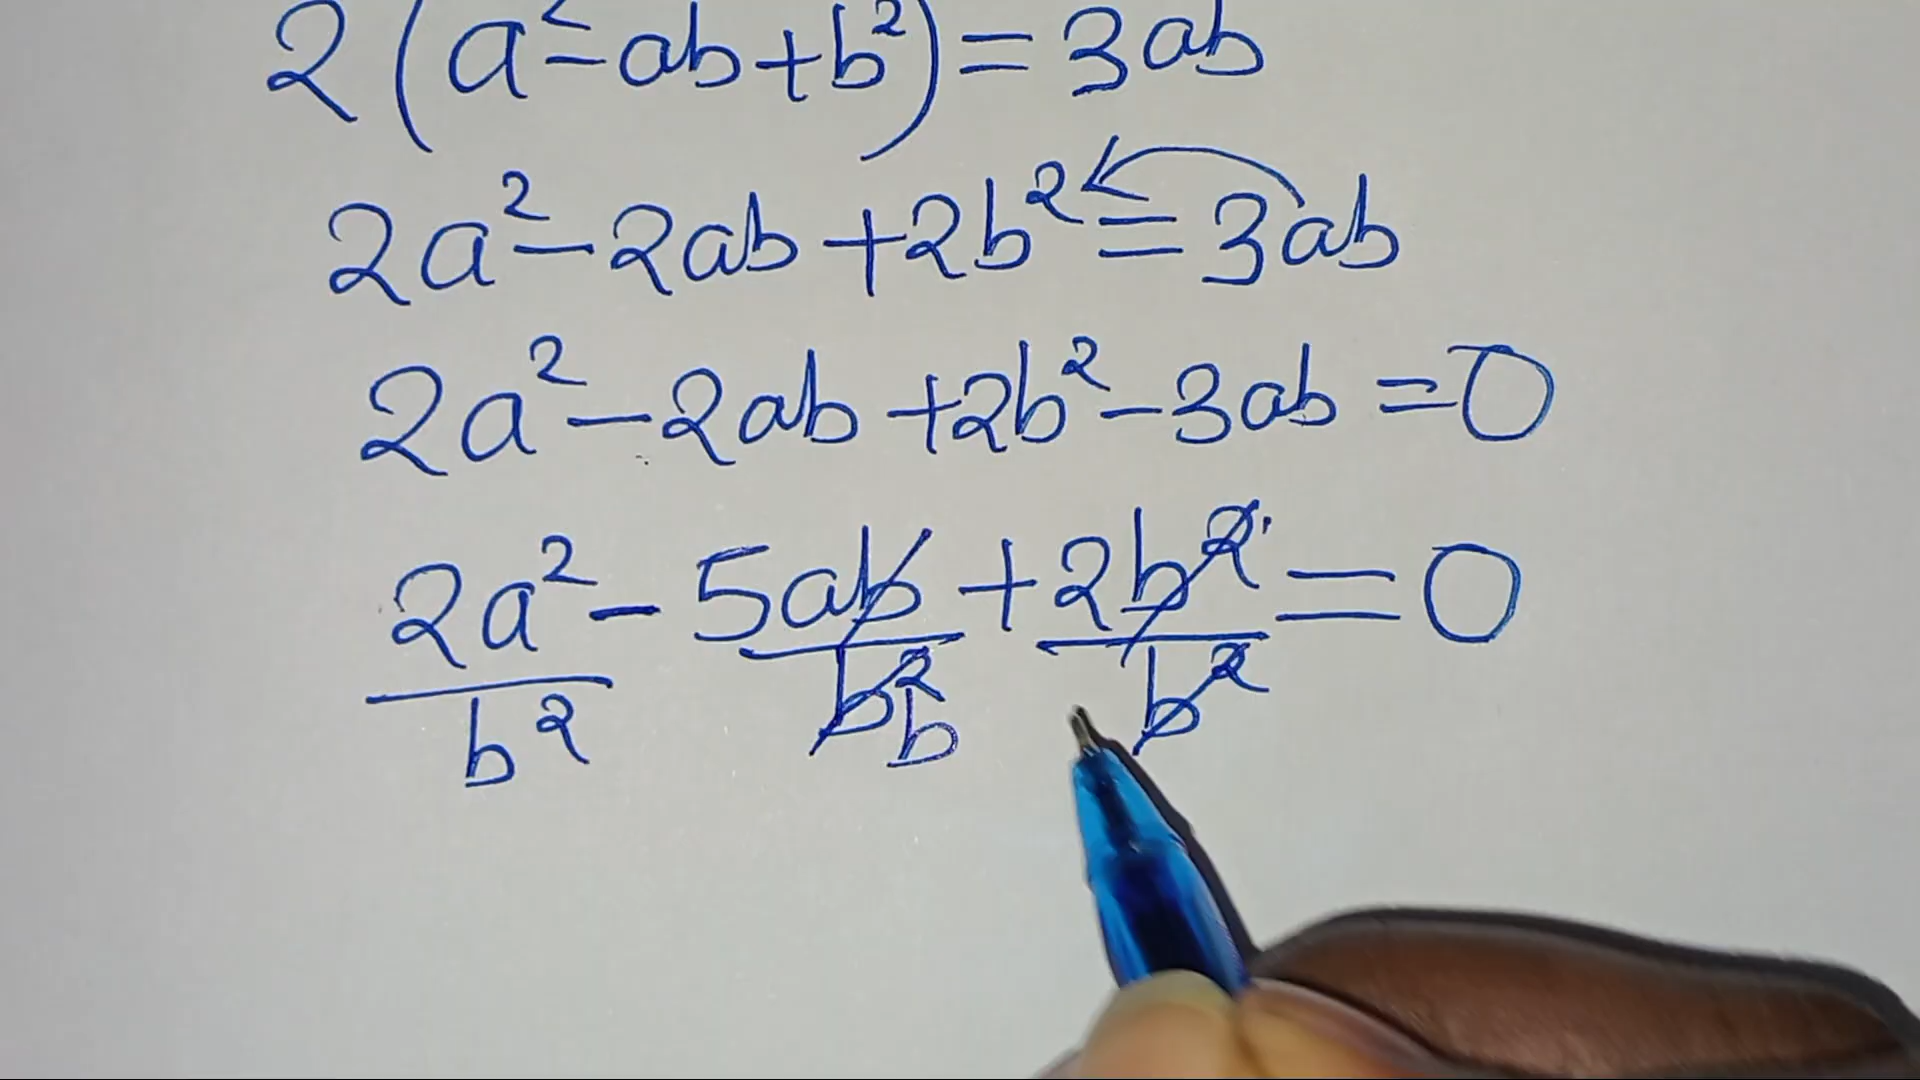 2(a²-ab+b²)=3ab
2a²-2ab+2b²=3ab
2a²-2ab+2b²-3ab=0
2a²/b² - 5ab/b² b + 2b²/b² = 0